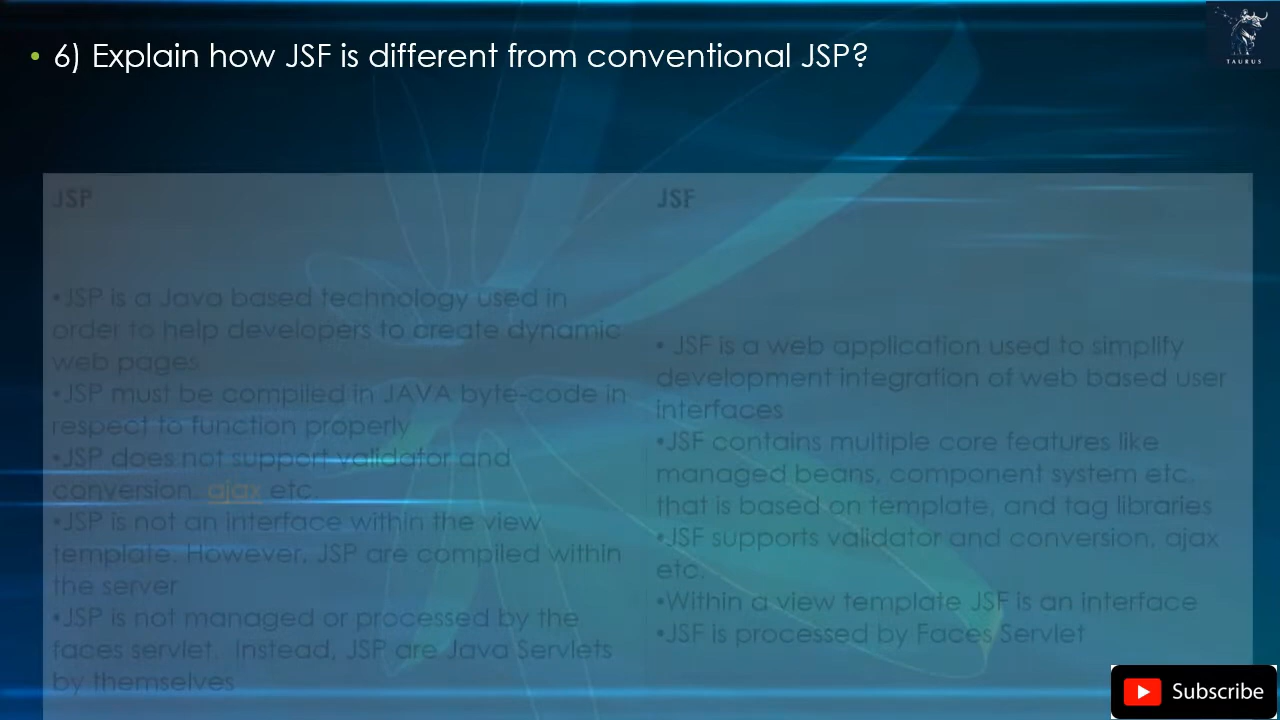 • 6) Explain how JSF is different from conventional JSP?
TAURUS
JSP
•JSP is a Java based technology used in
order to help developers to create dynamic
web pages
•JSP must be compiled in JAVA byte-code in
respect to function properly
•JSP does not support validator and
conversion, ajax etc.
•JSP is not an interface within the view
template. However, JSP are compiled within
the server
•JSP is not managed or processed by the
faces servlet.  Instead, JSP are Java Servlets
by themselves
JSF
• JSF is a web application used to simplify
development integration of web based user
interfaces
•JSF contains multiple core features like
managed beans, component system etc.
that is based on template, and tag libraries
•JSF supports validator and conversion, ajax
etc.
•Within a view template JSF is an interface
•JSF is processed by Faces Servlet
Subscribe